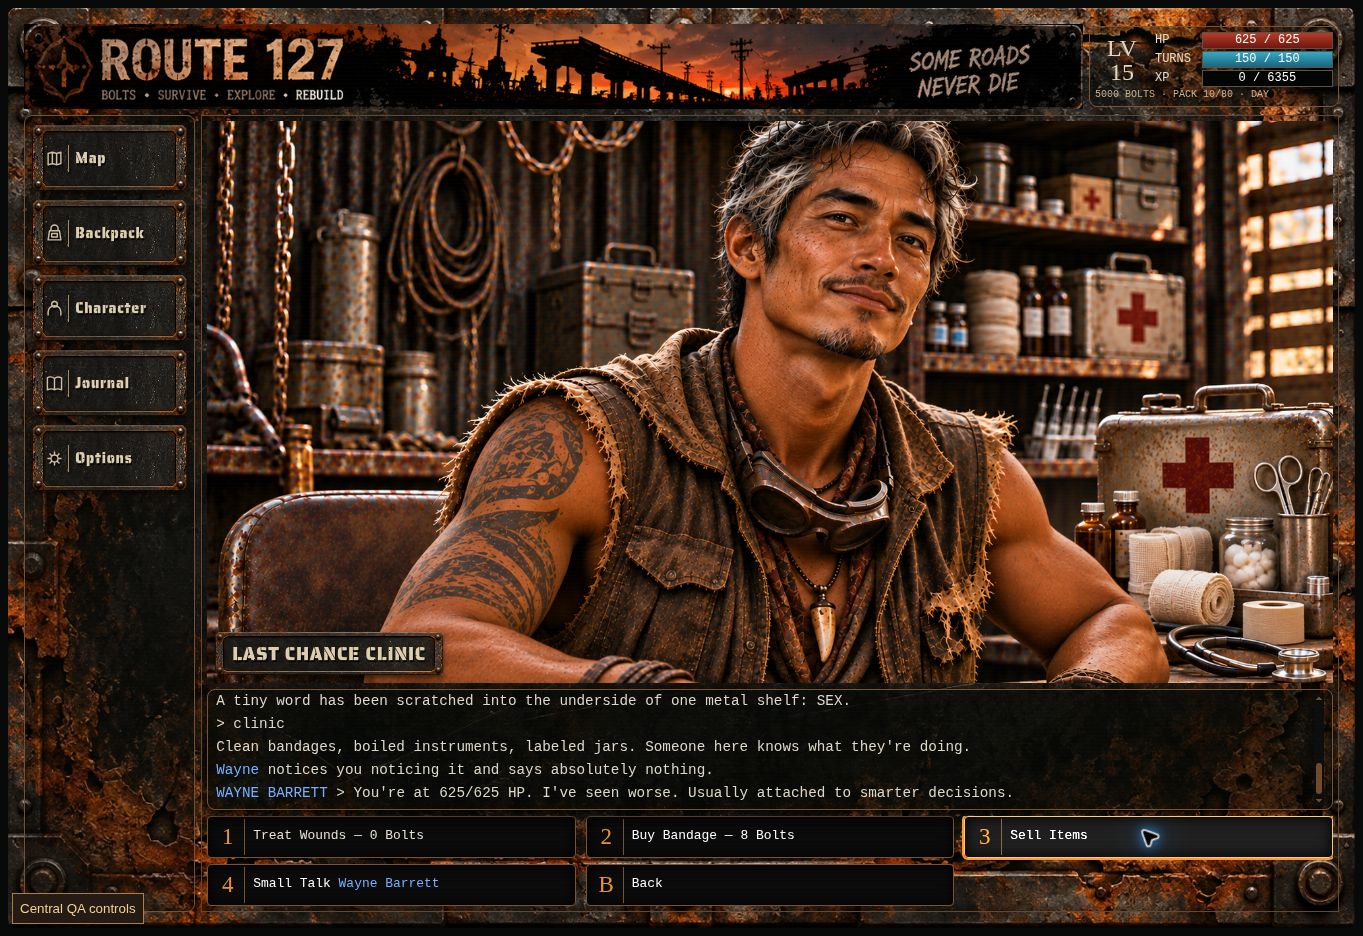 ROUTE 127
BOLTS • SURVIVE • EXPLORE • REBUILD
SOME ROADS
NEVER DIE
LV
15
HP
625 / 625
TURNS
150 / 150
XP
0 / 6355
5000 BOLTS · PACK 10/80 · DAY
Map
Backpack
Character
Journal
Options
LAST CHANCE CLINIC
A tiny word has been scratched into the underside of one metal shelf: SEX.
> clinic
Clean bandages, boiled instruments, labeled jars. Someone here knows what they're doing.
Wayne notices you noticing it and says absolutely nothing.
WAYNE BARRETT > You're at 625/625 HP. I've seen worse. Usually attached to smarter decisions.
1 Treat Wounds — 0 Bolts
2 Buy Bandage — 8 Bolts
3 Sell Items
4 Small Talk Wayne Barrett
B Back
Central QA controls